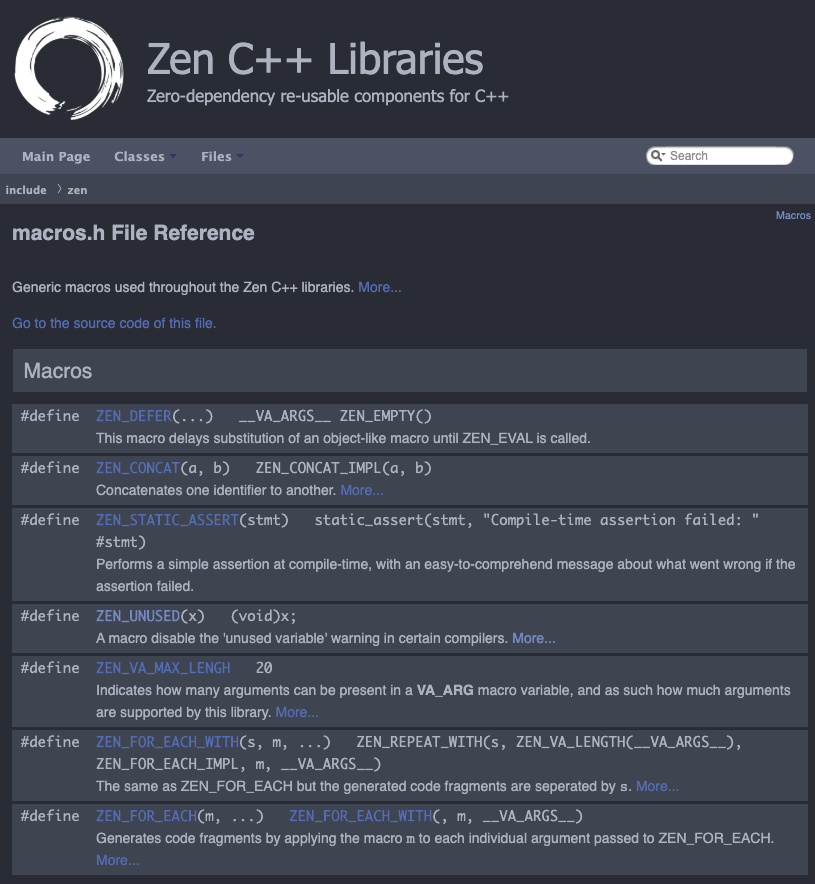 Zen C++ Libraries
Zero-dependency re-usable components for C++
Main Page Classes Files Search
include zen
Macros
macros.h File Reference
Generic macros used throughout the Zen C++ libraries. More...
Go to the source code of this file.
Macros
#define ZEN_DEFER(...) __VA_ARGS__ ZEN_EMPTY()
This macro delays substitution of an object-like macro until ZEN_EVAL is called.
#define ZEN_CONCAT(a, b) ZEN_CONCAT_IMPL(a, b)
Concatenates one identifier to another. More...
#define ZEN_STATIC_ASSERT(stmt) static_assert(stmt, "Compile-time assertion failed: "
#stmt)
Performs a simple assertion at compile-time, with an easy-to-comprehend message about what went wrong if the
assertion failed.
#define ZEN_UNUSED(x) (void)x;
A macro disable the 'unused variable' warning in certain compilers. More...
#define ZEN_VA_MAX_LENGH 20
Indicates how many arguments can be present in a VA_ARG macro variable, and as such how much arguments
are supported by this library. More...
#define ZEN_FOR_EACH_WITH(s, m, ...) ZEN_REPEAT_WITH(s, ZEN_VA_LENGTH(__VA_ARGS__),
ZEN_FOR_EACH_IMPL, m, __VA_ARGS__)
The same as ZEN_FOR_EACH but the generated code fragments are seperated by s. More...
#define ZEN_FOR_EACH(m, ...) ZEN_FOR_EACH_WITH(, m, __VA_ARGS__)
Generates code fragments by applying the macro m to each individual argument passed to ZEN_FOR_EACH.
More...